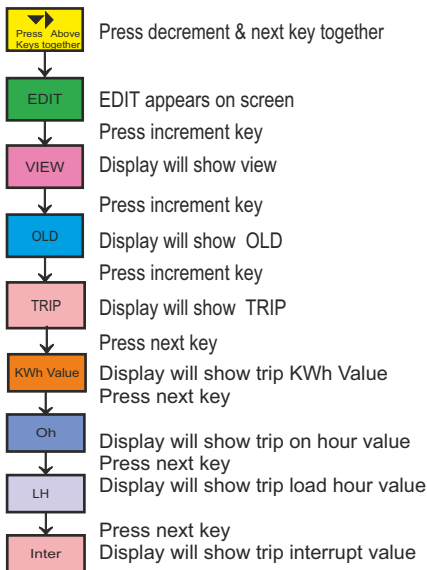 Press Above
Keys together
Press decrement & next key together
EDIT
EDIT appears on screen
Press increment key
VIEW
Display will show view
Press increment key
OLD
Display will show OLD
Press increment key
TRIP
Display will show TRIP
Press next key
KWh Value
Display will show trip KWh Value
Press next key
Oh
Display will show trip on hour value
Press next key
LH
Display will show trip load hour value
Press next key
Inter
Display will show trip interrupt value